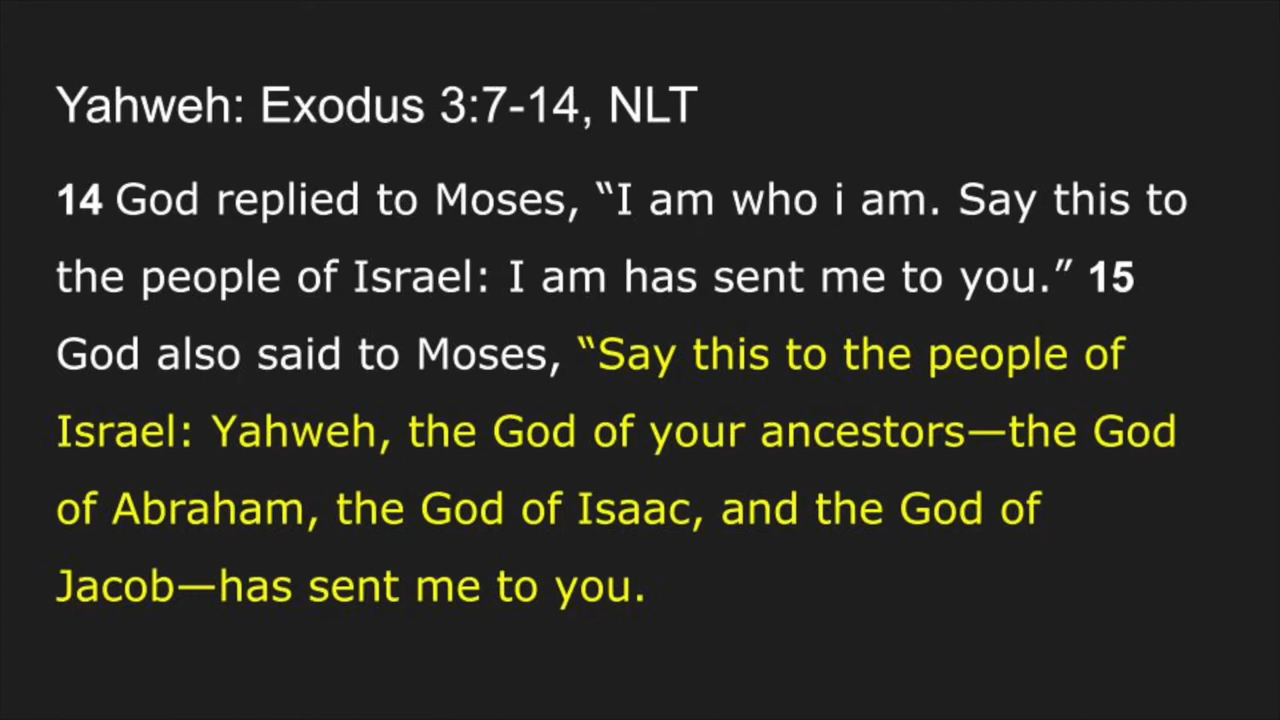 Yahweh: Exodus 3:7-14, NLT
14 God replied to Moses, “I am who i am. Say this to
the people of Israel: I am has sent me to you.” 15
God also said to Moses, “Say this to the people of
Israel: Yahweh, the God of your ancestors—the God
of Abraham, the God of Isaac, and the God of
Jacob—has sent me to you.